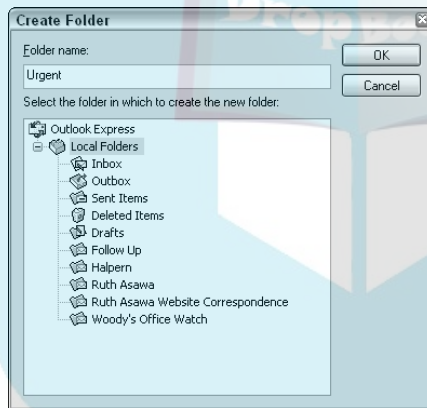 Create Folder
Drop Box
Folder name:
OK
Urgent
Cancel
Select the folder in which to create the new folder:
Outlook Express
Local Folders
Inbox
Outbox
Sent Items
Deleted Items
Drafts
Follow Up
Halpern
Ruth Asawa
Ruth Asawa Website Correspondence
Woody's Office Watch